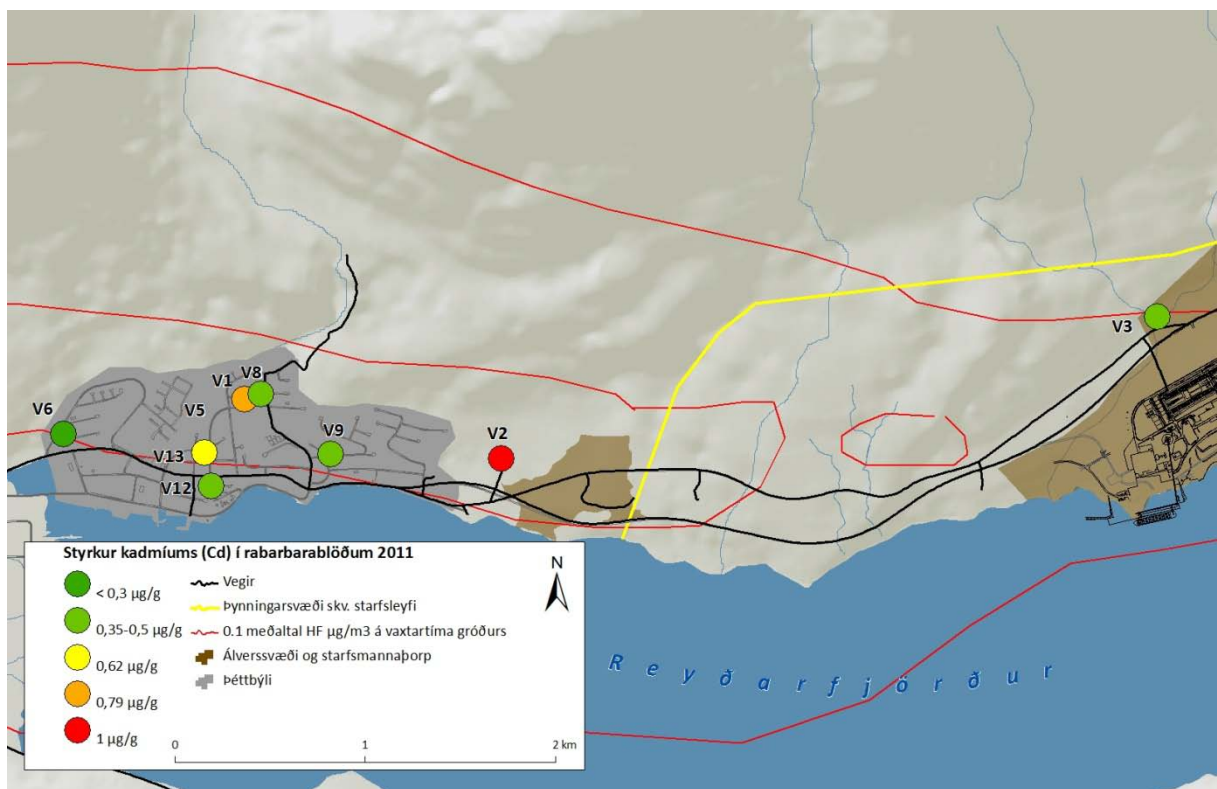 V3
V1
V8
V6
V5
V9
V2
V13
V12
Styrkur kadmíums (Cd) í rabarbarablöðum 2011
< 0,3 µg/g
0,35-0,5 µg/g
0,62 µg/g
0,79 µg/g
1 µg/g
Vegir
Þynningarsvæði skv. starfsleyfi
0.1 meðaltal HF µg/m3 á vaxtartíma gróðurs
Álverssvæði og starfsmannaþorp
Þéttbýli
N
0 1 2 km
Reyðarfjörður